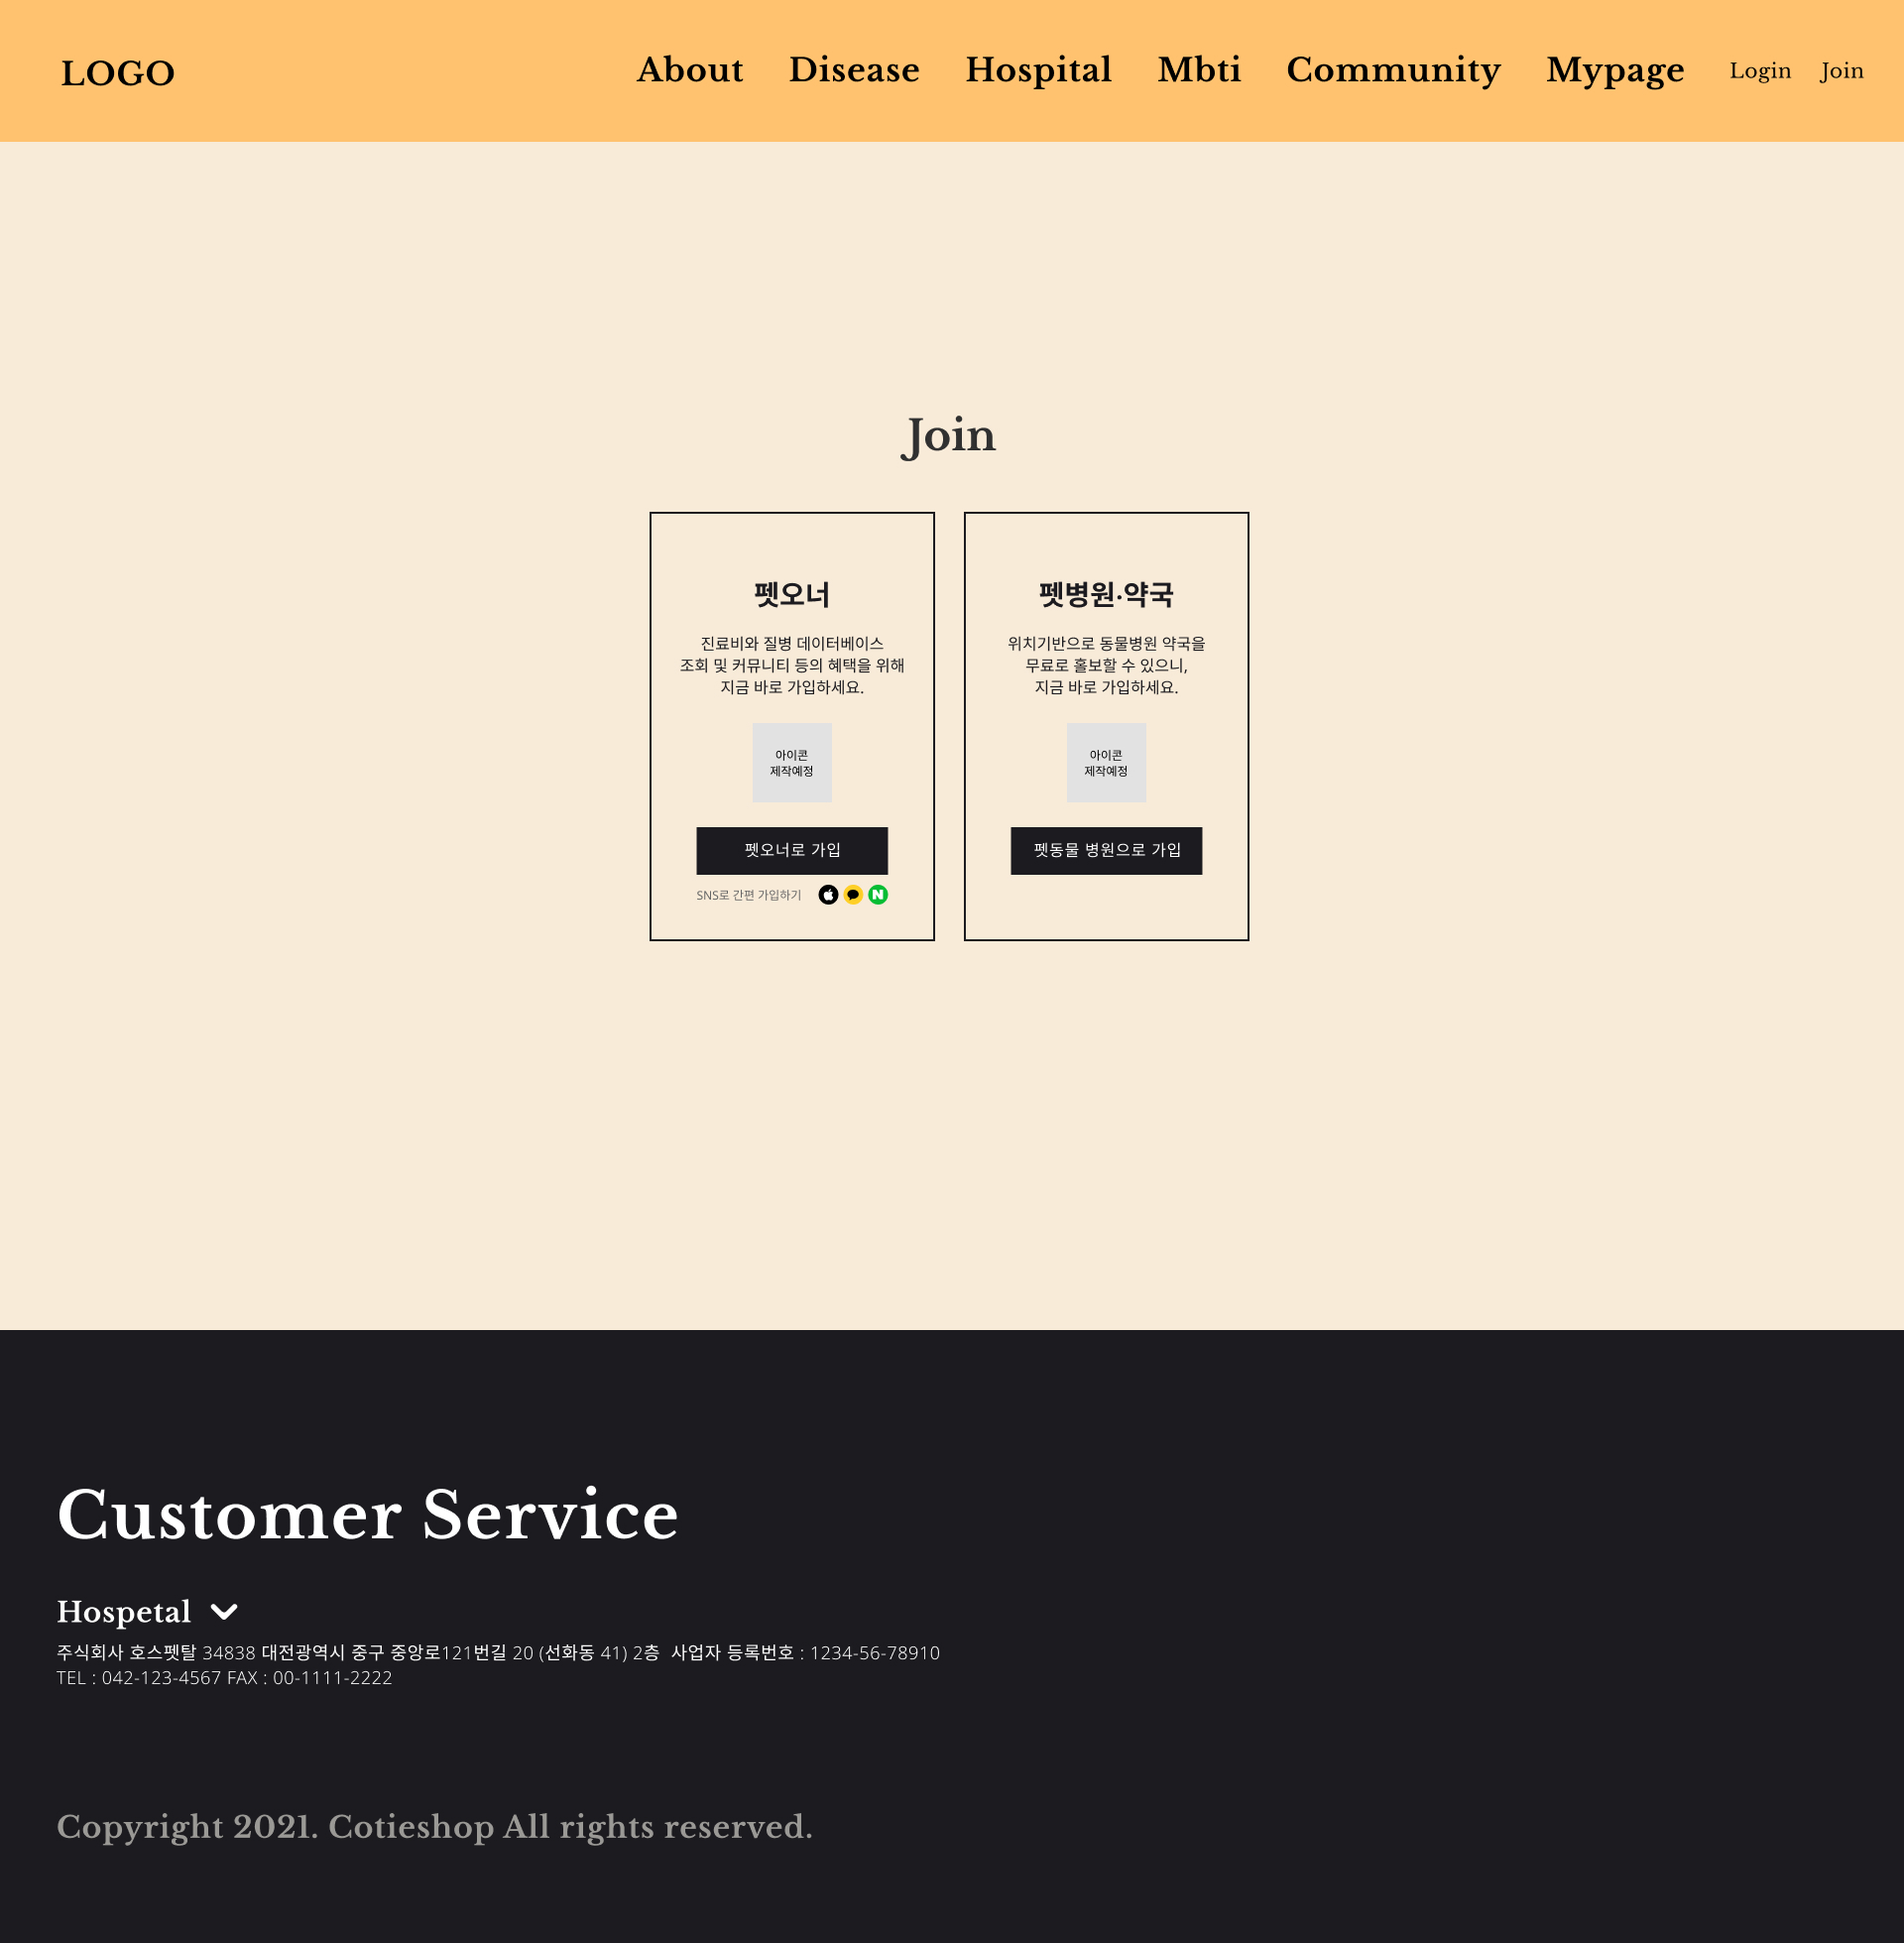 LOGO
About Disease Hospital Mbti Community Mypage Login Join
Join
펫오너
진료비와 질병 데이터베이스
조회 및 커뮤니티 등의 혜택을 위해
지금 바로 가입하세요.
아이콘
제작예정
펫오너로 가입
SNS로 간편 가입하기
펫병원·약국
위치기반으로 동물병원 약국을
무료로 홀보할 수 있으니,
지금 바로 가입하세요.
아이콘
제작예정
펫동물 병원으로 가입
Customer Service
Hospetal
주식회사 호스펫탈 34838 대전광역시 중구 중앙로121번길 20 (선화동 41) 2층 사업자 등록번호 : 1234-56-78910
TEL : 042-123-4567 FAX : 00-1111-2222
Copyright 2021. Cotieshop All rights reserved.